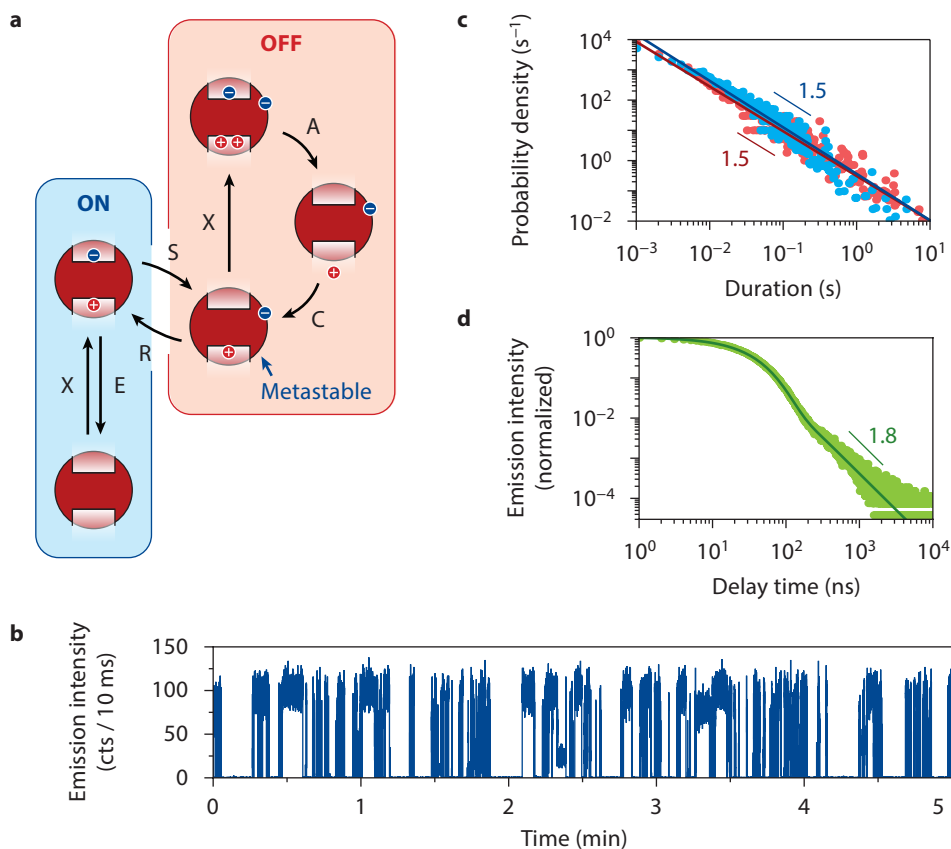 a
OFF
ON
A
X
S
C
R
Metastable
X
E
c
Probability density (s⁻¹)
10⁴
10²
10⁰
10⁻²
1.5
1.5
10⁻³
10⁻²
10⁻¹
10⁰
10¹
Duration (s)
d
Emission intensity
(normalized)
10⁰
10⁻²
10⁻⁴
1.8
10⁰
10¹
10²
10³
10⁴
Delay time (ns)
b
Emission intensity
(cts / 10 ms)
150
100
50
0
0
1
2
3
4
5
Time (min)